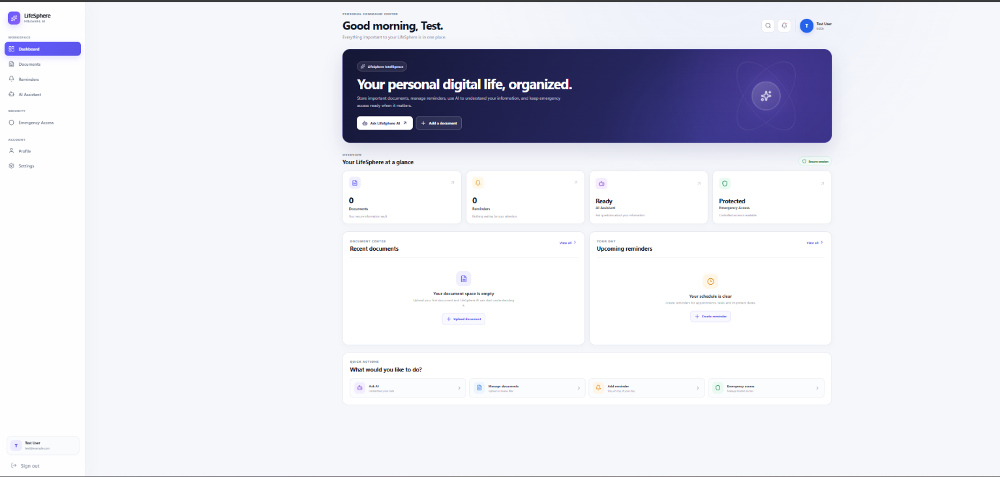 LifeSphere
PERSONAL AI
WORKSPACE
Dashboard
Documents
Reminders
AI Assistant
SECURITY
Emergency Access
ACCOUNT
Profile
Settings
T
Test User
test@example.com
Sign out
PERSONAL COMMAND CENTER
Good morning, Test.
Everything important to your LifeSphere is in one place.
T
Test User
USER
LifeSphere Intelligence
Your personal digital life, organized.
Store important documents, manage reminders, use AI to understand your information, and keep emergency
access ready when it matters.
Ask LifeSphere AI
Add a document
OVERVIEW
Your LifeSphere at a glance
Secure session
0
Documents
Your secure information vault
0
Reminders
Nothing waiting for your attention
Ready
AI Assistant
Ask questions about your information
Protected
Emergency Access
Controlled access is available
DOCUMENT CENTER
Recent documents
View all
Your document space is empty
Upload your first document and LifeSphere AI can start understanding
it.
Upload document
YOUR DAY
Upcoming reminders
View all
Your schedule is clear
Create reminders for appointments, tasks and important dates.
Create reminder
QUICK ACTIONS
What would you like to do?
Ask AI
Understand your data
Manage documents
Upload or review files
Add reminder
Stay on top of your day
Emergency access
Manage trusted access